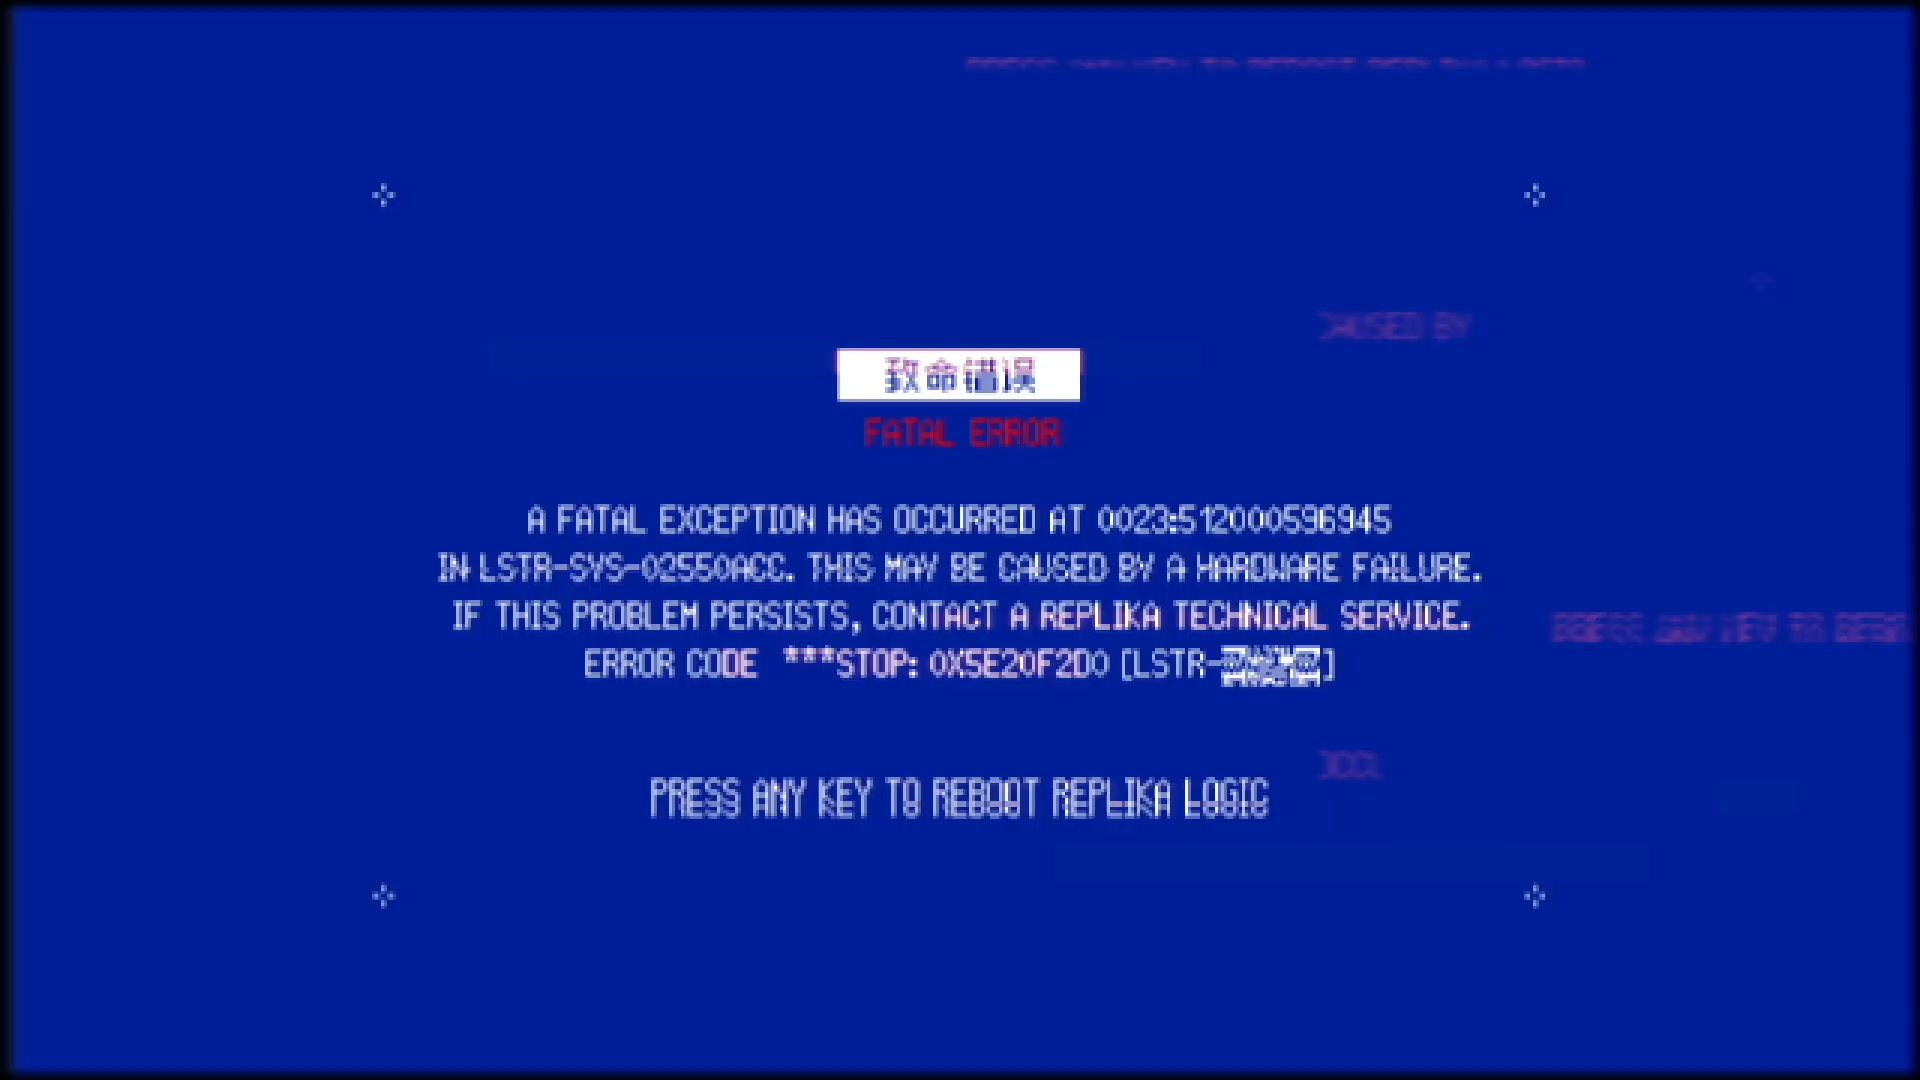 CAUSED BY
致命错误
FATAL ERROR
A FATAL EXCEPTION HAS OCCURRED AT 0023:512000596945
IN LSTR-SYS-02550ACC. THIS MAY BE CAUSED BY A HARDWARE FAILURE.
IF THIS PROBLEM PERSISTS, CONTACT A REPLIKA TECHNICAL SERVICE.
ERROR CODE ***STOP: 0X5E20F2D0 [LSTR-]
PRESS ANY KEY TO REBOOT REPLIKA LOGIC